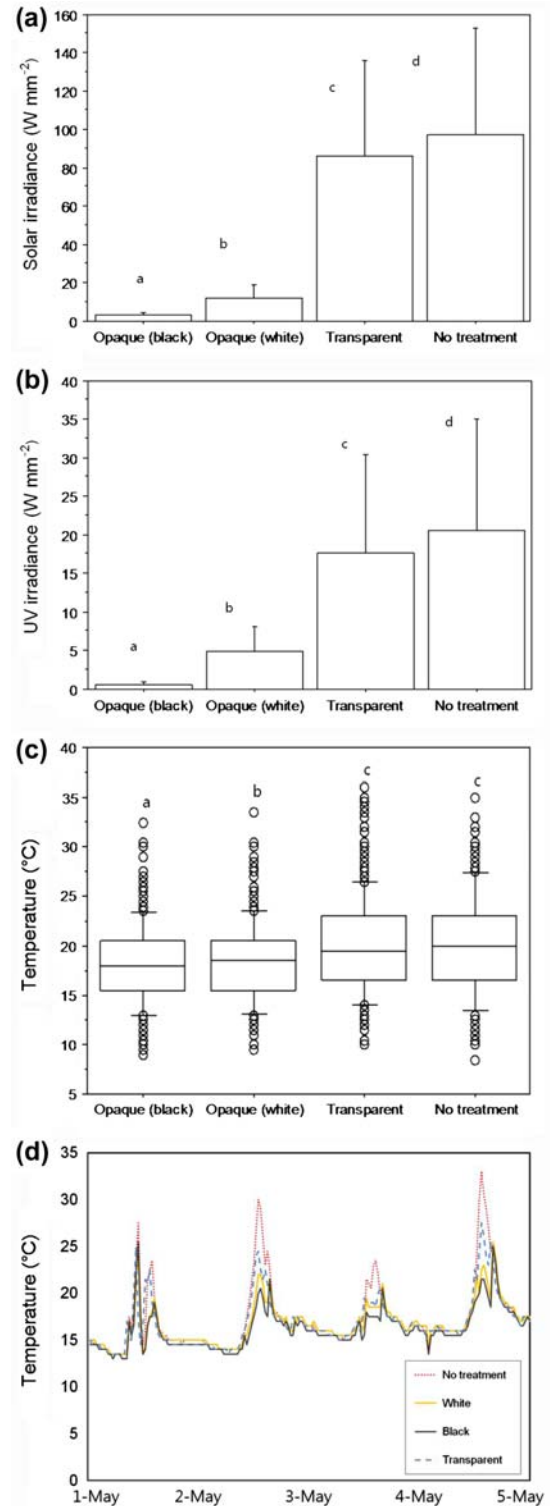 (a)
Solar irradiance (W mm⁻²)
160
140
120
100
80
60
40
20
0
a
b
c
d
Opaque (black) Opaque (white) Transparent No treatment
(b)
UV irradiance (W mm⁻²)
40
35
30
25
20
15
10
5
0
a
b
c
d
Opaque (black) Opaque (white) Transparent No treatment
(c)
Temperature (°C)
40
35
30
25
20
15
10
5
a
b
c
c
Opaque (black) Opaque (white) Transparent No treatment
(d)
Temperature (°C)
35
30
25
20
15
10
5
0
No treatment
White
Black
Transparent
1-May 2-May 3-May 4-May 5-May